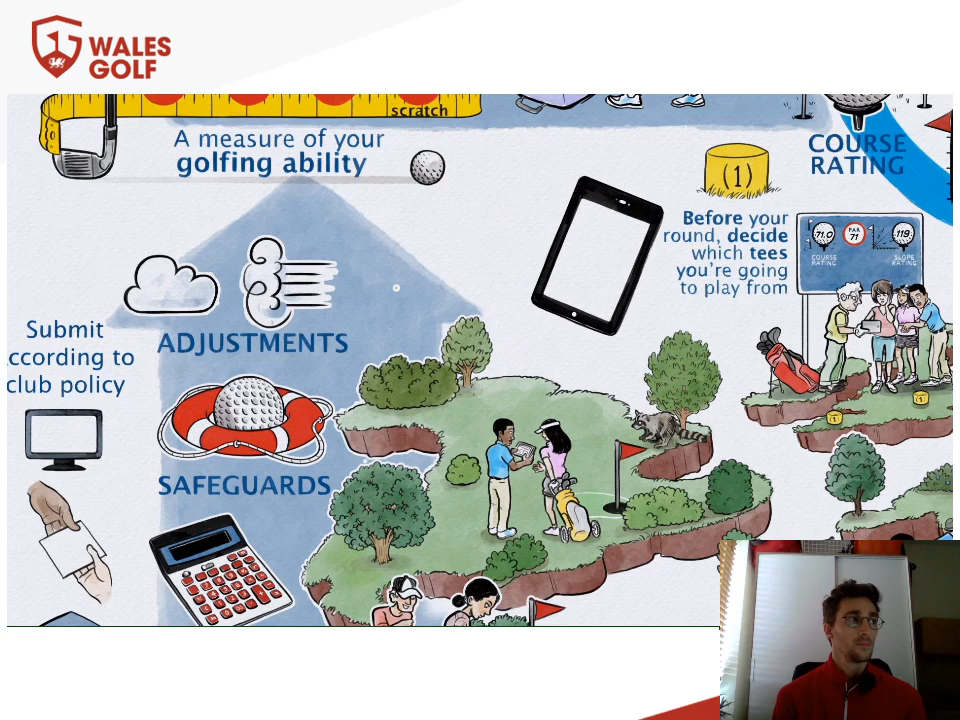 WALES
GOLF
scratch
A measure of your
golfing ability
COURSE
RATING
(1)
Before your
round, decide
which tees
you're going
to play from
71.0
PAR
71
119
COURSE
RATING
SLOPE
RATING
ADJUSTMENTS
Submit
ccording to
club policy
SAFEGUARDS
(1)
(1)